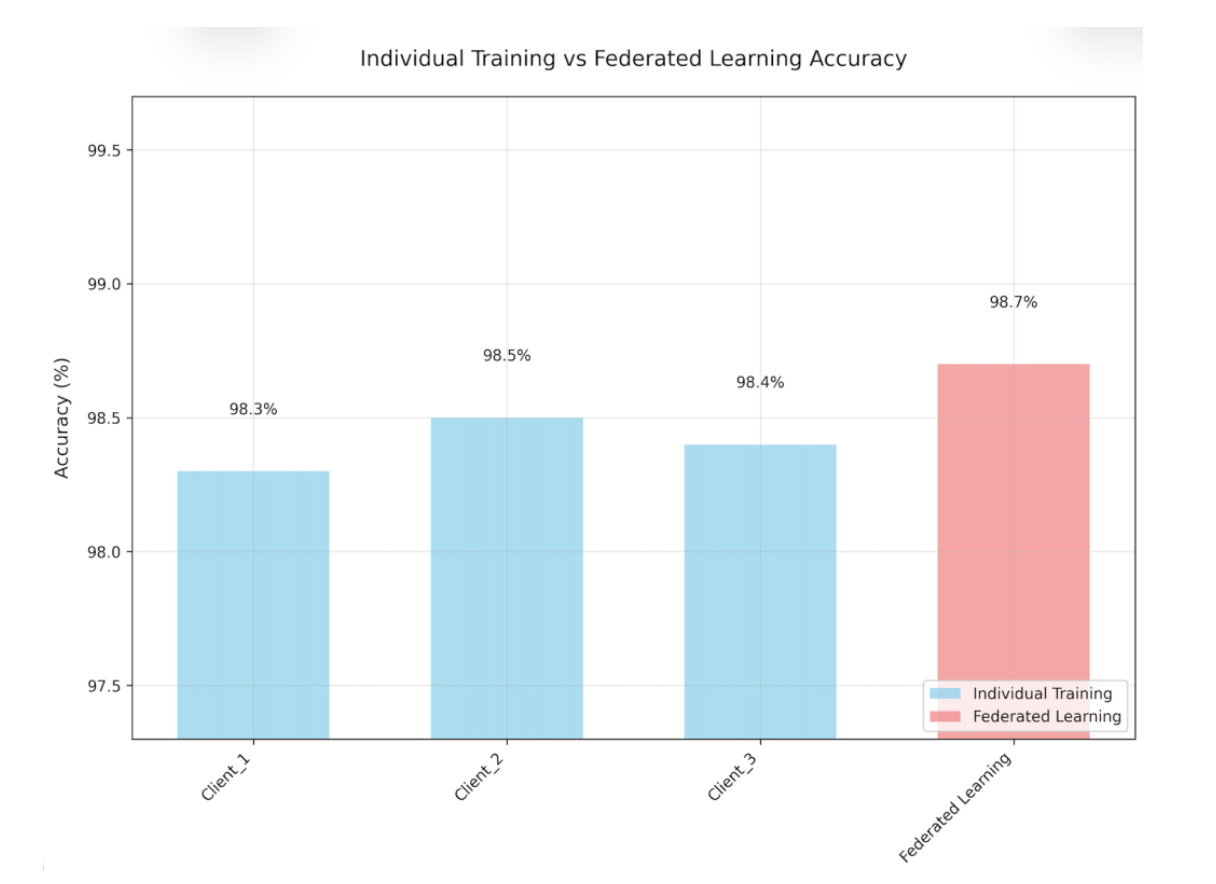 Individual Training vs Federated Learning Accuracy
99.5
99.0
98.5
98.0
97.5
Accuracy (%)
98.3%
98.5%
98.4%
98.7%
Individual Training
Federated Learning
Client_1
Client_2
Client_3
Federated Learning